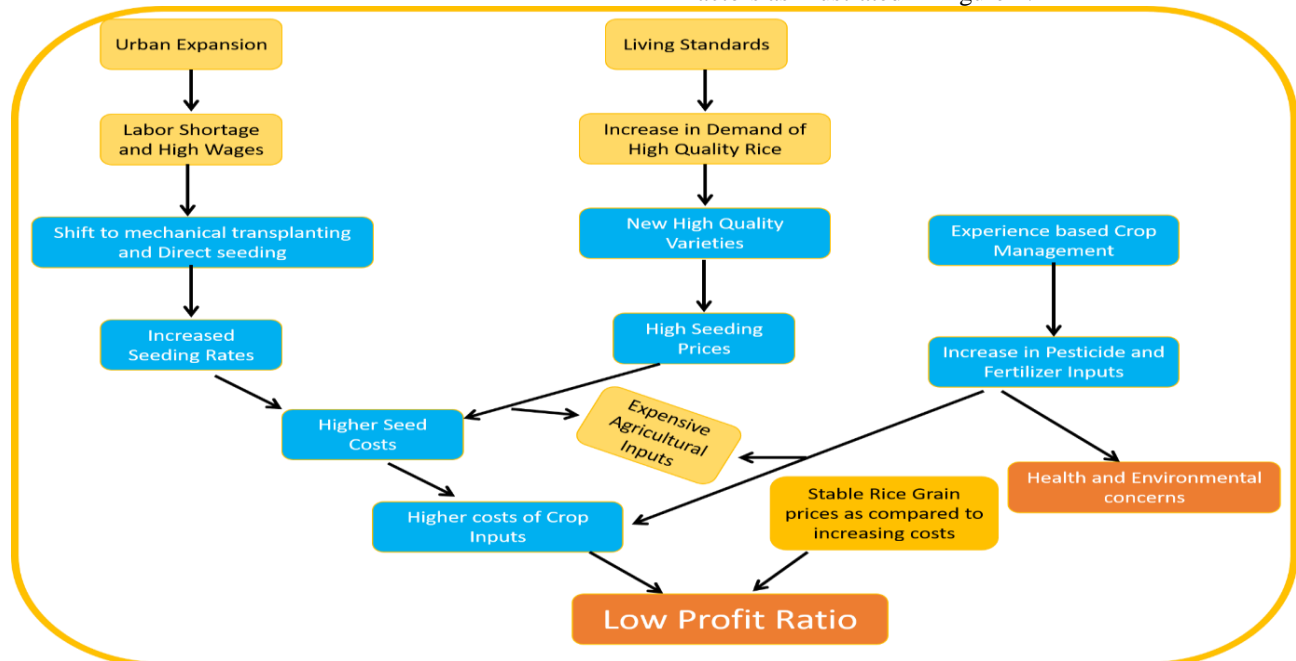 Urban Expansion
Living Standards
Labor Shortage
and High Wages
Increase in Demand of
High Quality Rice
Shift to mechanical transplanting
and Direct seeding
New High Quality
Varieties
Experience based Crop
Management
Increased
Seeding Rates
High Seeding
Prices
Increase in Pesticide and
Fertilizer Inputs
Higher Seed
Costs
Expensive
Agricultural
Inputs
Health and Environmental
concerns
Higher costs of Crop
Inputs
Stable Rice Grain
prices as compared to
increasing costs
Low Profit Ratio